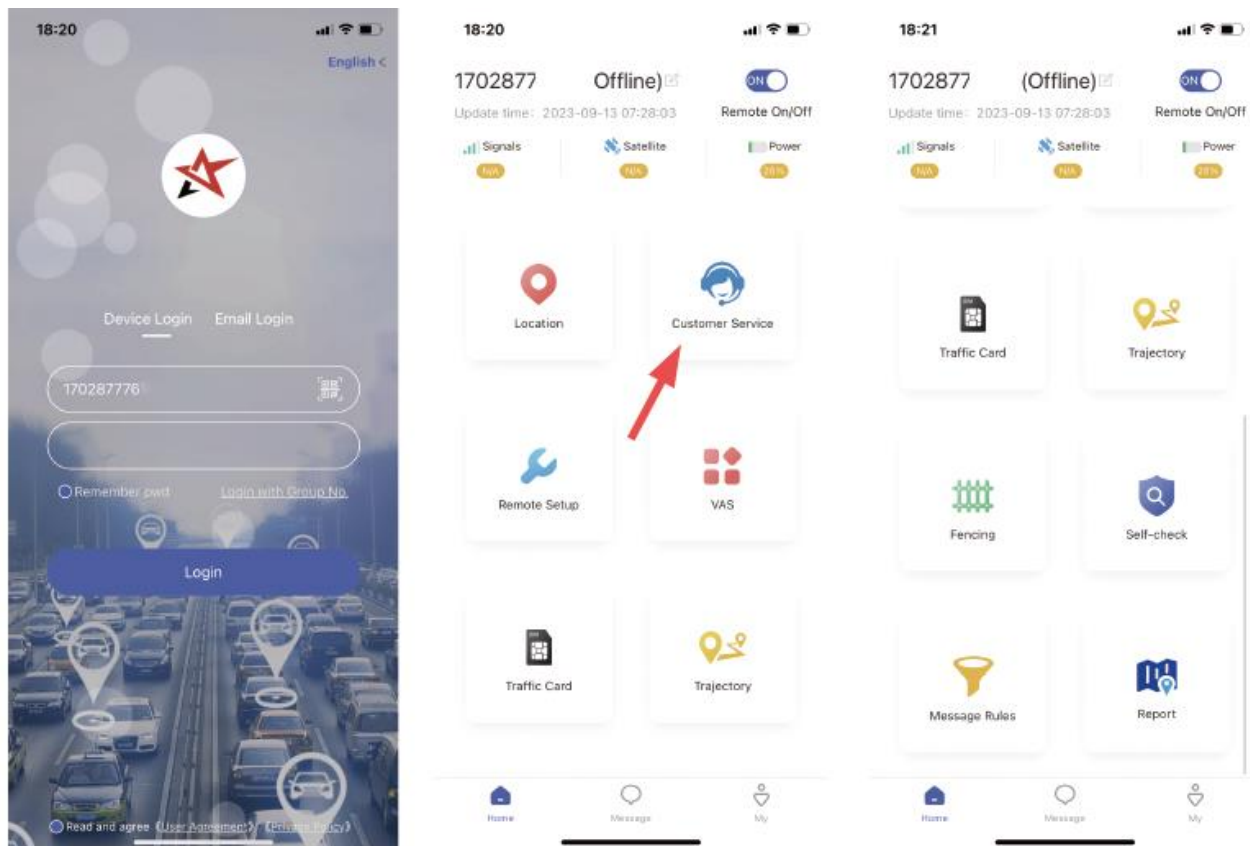 18:20
English <
Device Login Email Login
170287776
Remember pwd Login with Group No.
Login
Read and agree《User Agreement》《Privacy Policy》
18:20
1702877 Offline)
ON
Update time: 2023-09-13 07:28:03
Remote On/Off
Signals Satellite Power
N/A N/A 28%
Location Customer Service
Remote Setup VAS
Traffic Card Trajectory
Home Message My
18:21
1702877 (Offline)
ON
Update time: 2023-09-13 07:28:03
Remote On/Off
Signals Satellite Power
N/A N/A 28%
Traffic Card Trajectory
Fencing Self-check
Message Rules Report
Home Message My